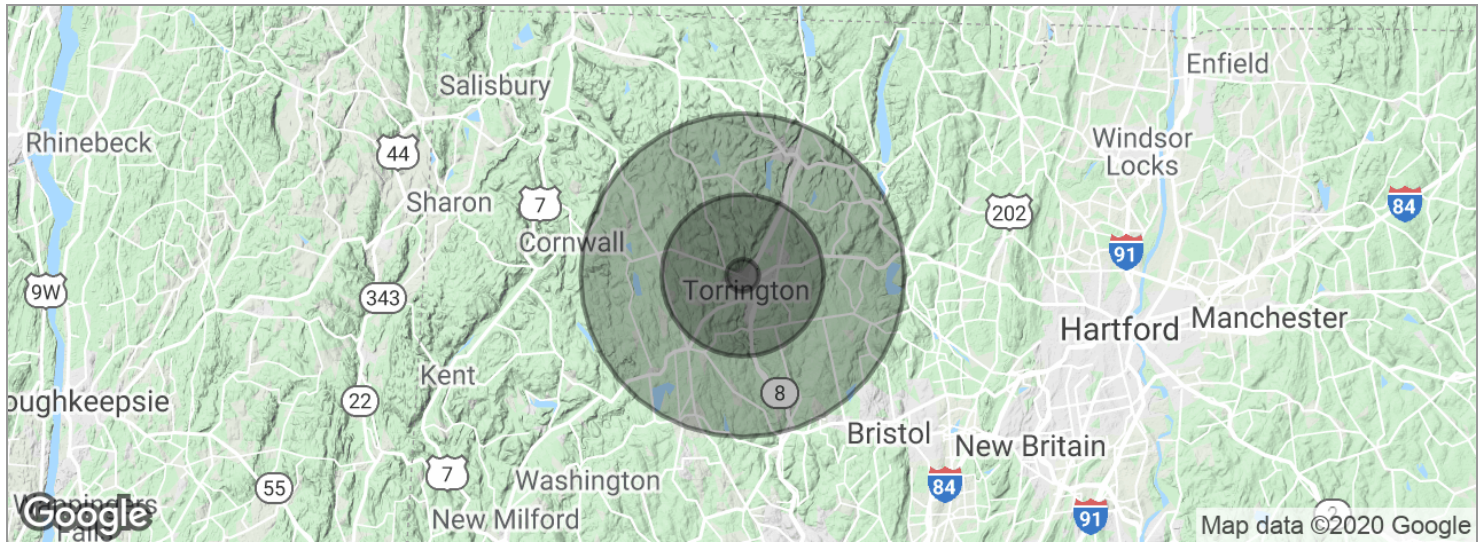 Enfield
Salisbury
Rhinebeck
Windsor
Locks
44
Sharon
7
202
84
Cornwall
91
9W
343
Torrington
Hartford
Manchester
Kent
8
oughkeepsie
22
Bristol
New Britain
7
Washington
84
55
New Milford
91
2
Google
Map data ©2020 Google